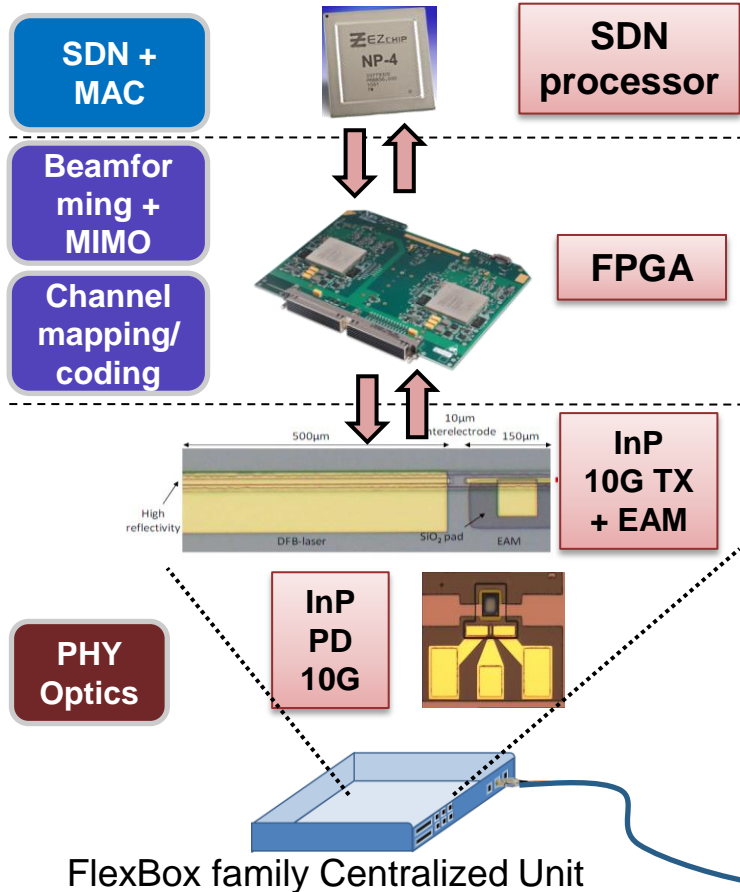 SDN +
MAC
EZCHIP
NP-4
SDN
processor
Beamfor
ming +
MIMO
FPGA
Channel
mapping/
coding
10µm
nterelectrode
500µm
150µm
High
reflectivity
DFB-laser
SiO₂ pad
EAM
InP
10G TX
+ EAM
InP
PD
10G
PHY
Optics
FlexBox family Centralized Unit